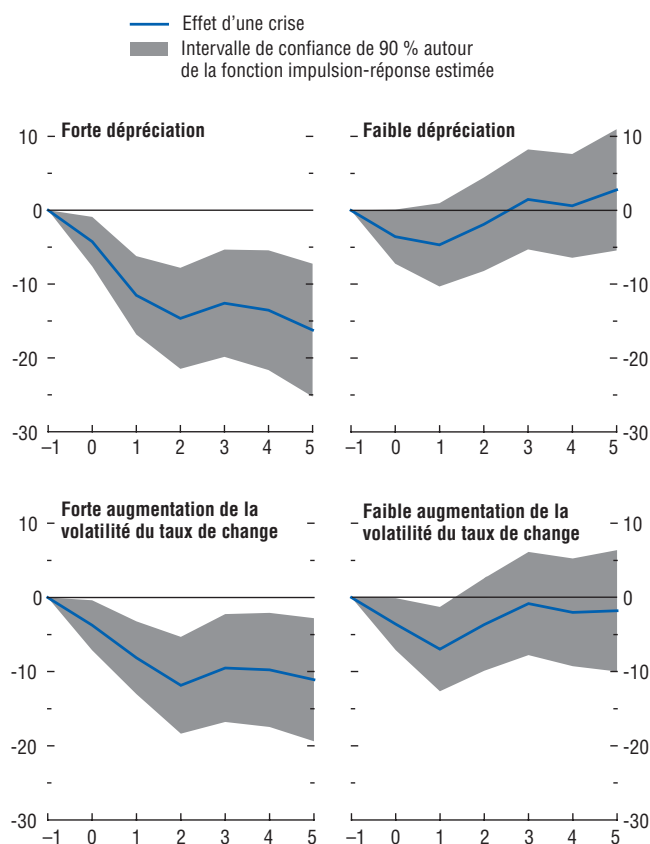 Effet d'une crise
Intervalle de confiance de 90 % autour
de la fonction impulsion-réponse estimée
Forte dépréciation
10
0
-10
-20
-30
–1 0 1 2 3 4 5
Faible dépréciation
10
0
-10
-20
-30
–1 0 1 2 3 4 5
Forte augmentation de la
volatilité du taux de change
10
0
-10
-20
-30
–1 0 1 2 3 4 5
Faible augmentation de la
volatilité du taux de change
10
0
-10
-20
-30
–1 0 1 2 3 4 5